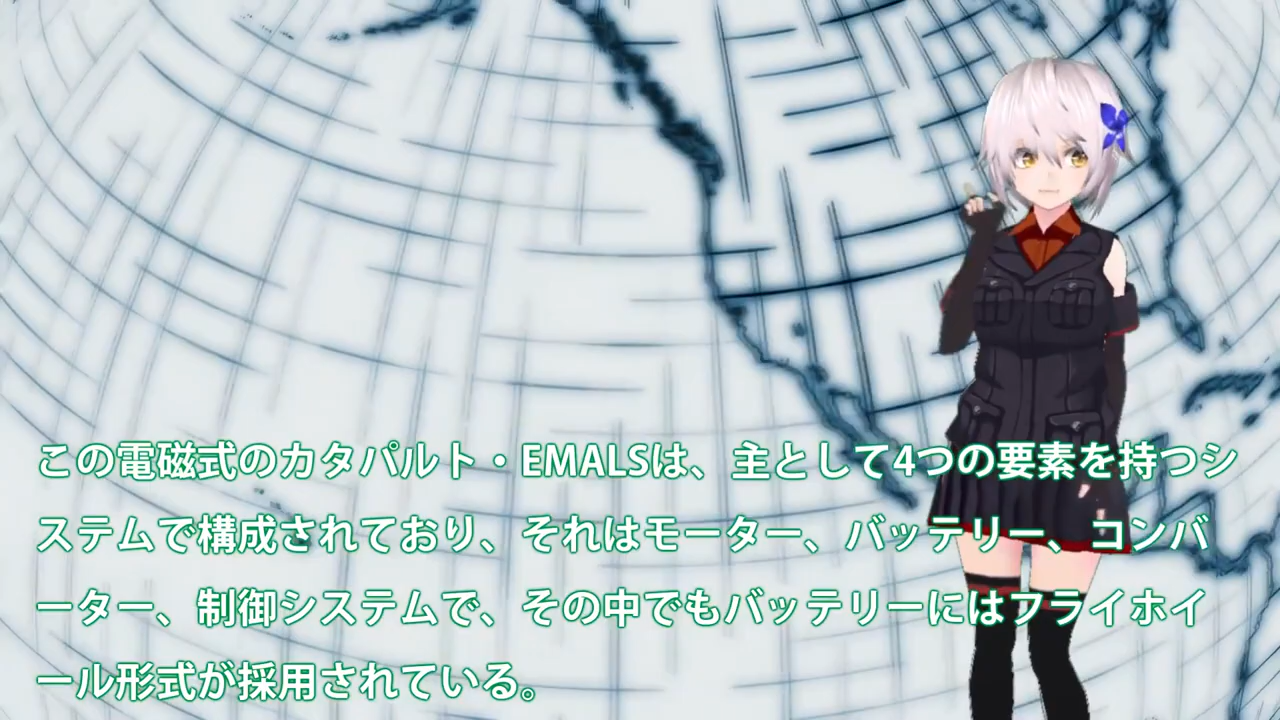 この電磁式のカタパルト・EMALSは、主として4つの要素を持つシ
ステムで構成されており、それはモーター、バッテリー、コンバ
ーター、制御システムで、その中でもバッテリーにはフライホイ
ール形式が採用されている。